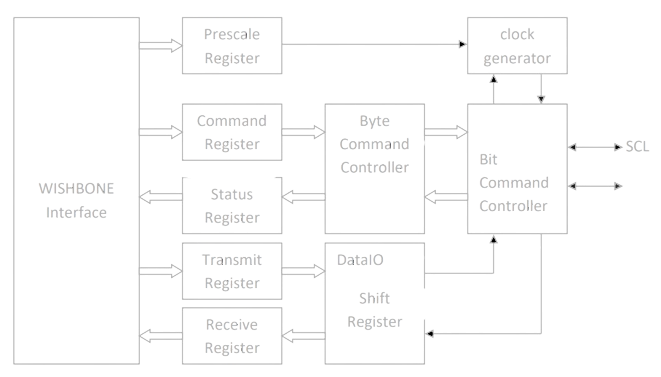 Prescale
Register
clock
generator
Command
Register
Byte
Command
Controller
Bit
Command
Controller
SCL
WISHBONE
Interface
Status
Register
Transmit
Register
DataIO
Shift
Register
Receive
Register